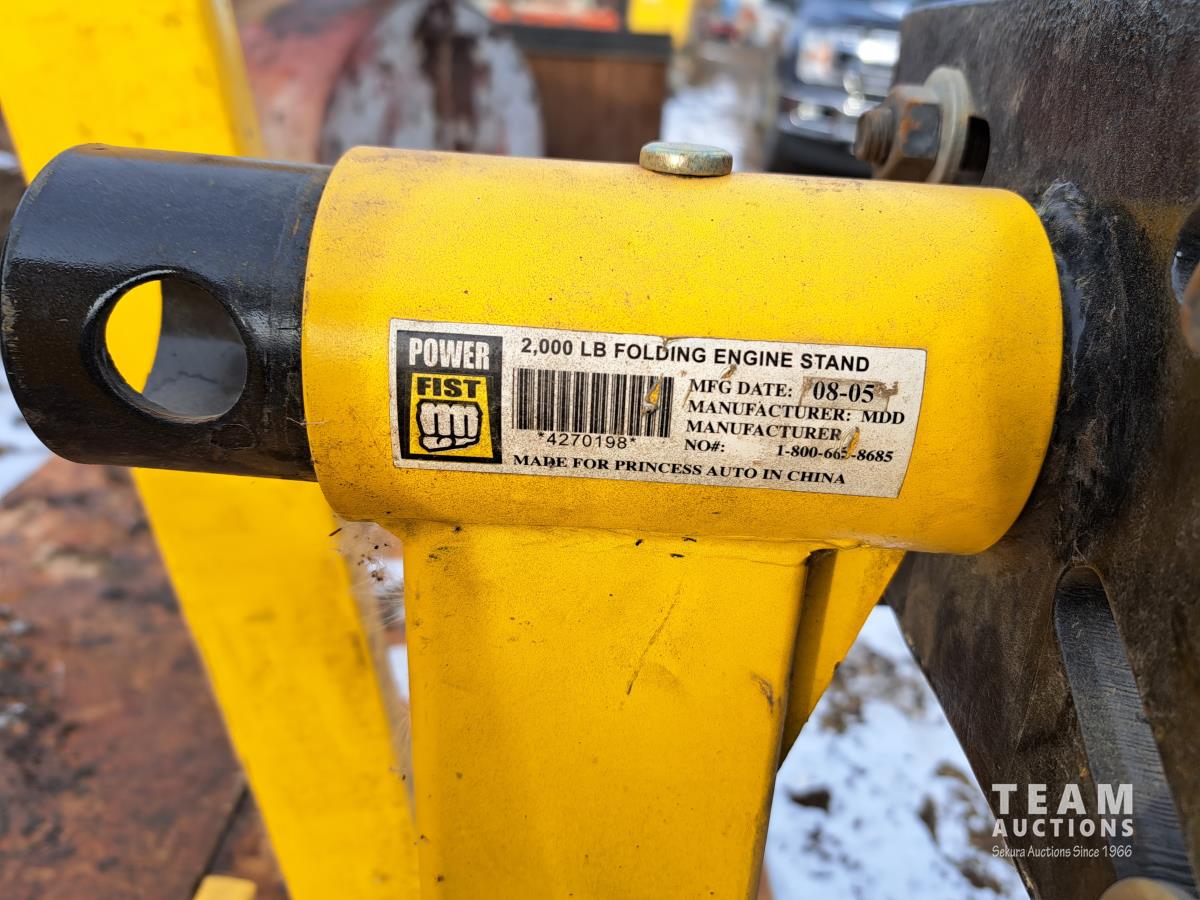 POWER
FIST
2,000 LB FOLDING ENGINE STAND
*4270198*
MFG DATE: 08-05
MANUFACTURER: MDD
MANUFACTURER
NO#: 1-800-665-8685
MADE FOR PRINCESS AUTO IN CHINA
TEAM
AUCTIONS
Sekura Auctions Since 1966